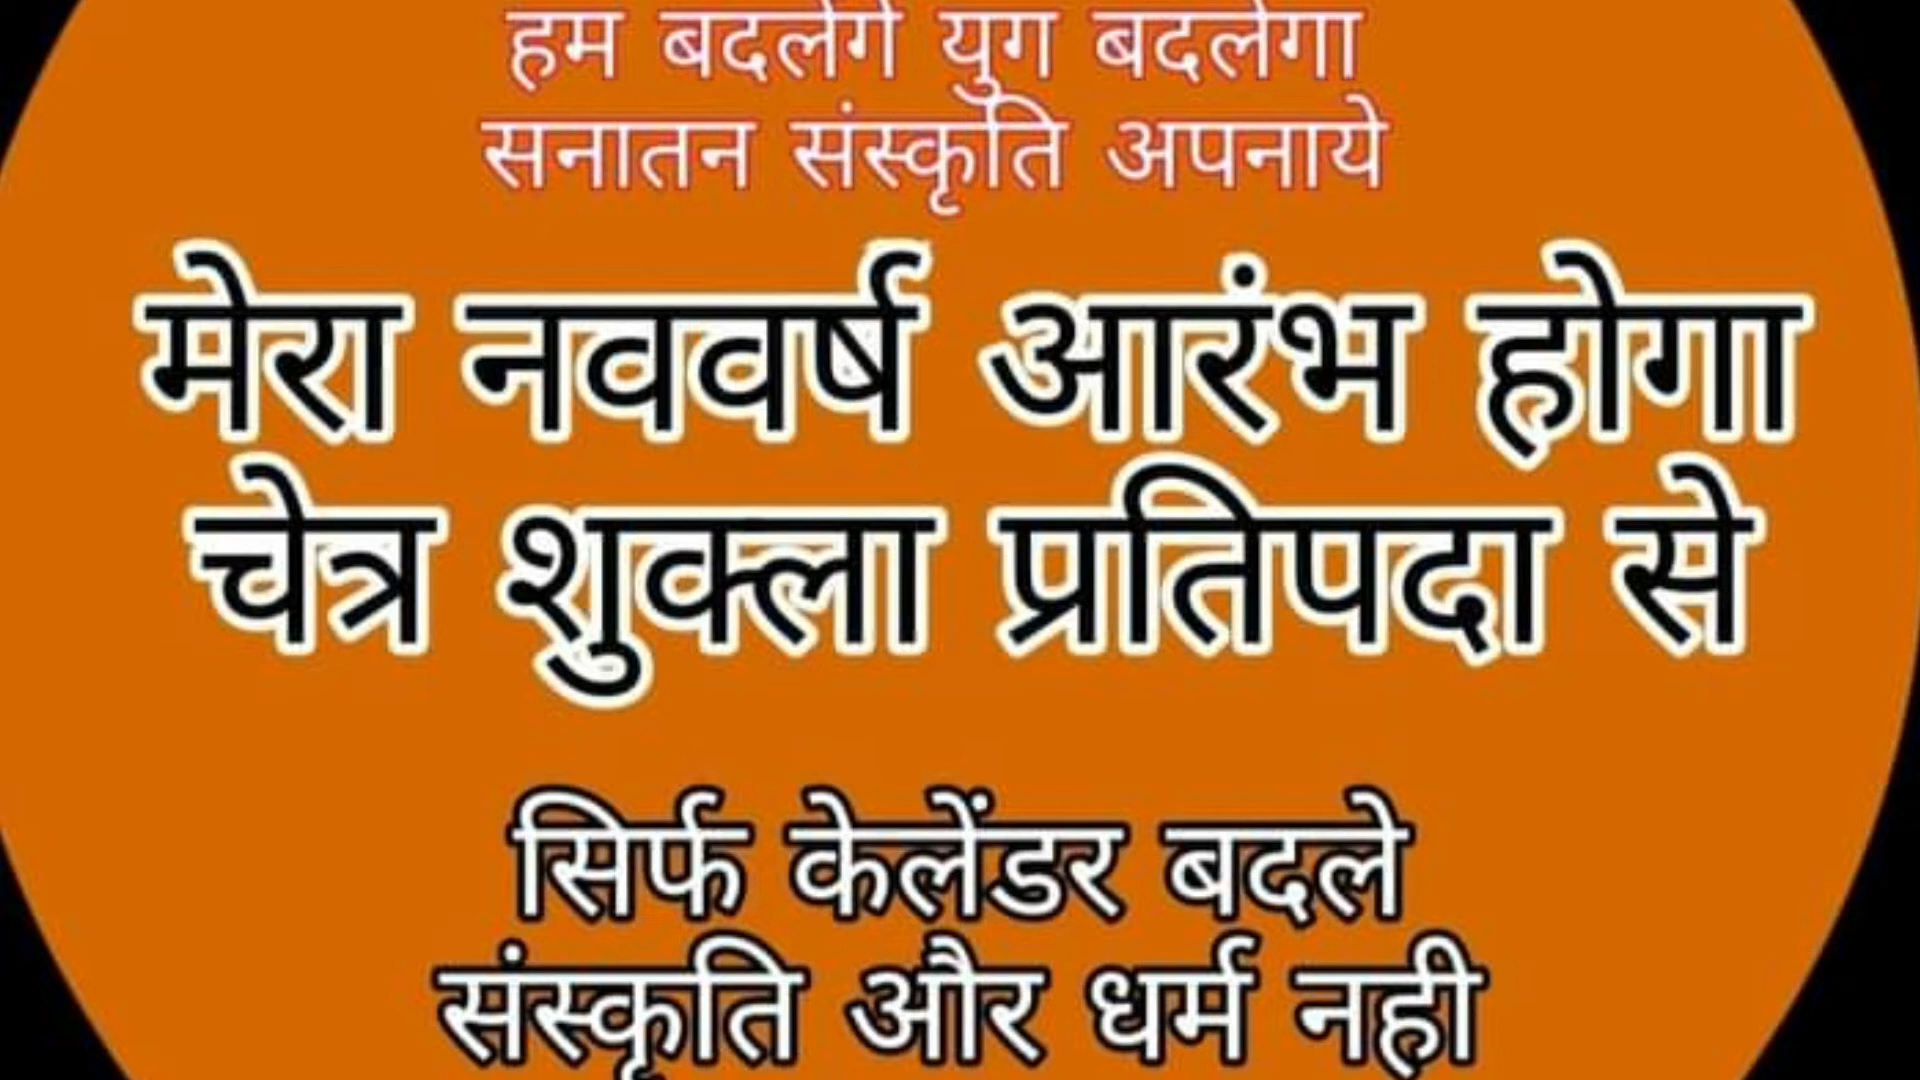 हम बदलेंगे युग बदलेगा
सनातन संस्कृति अपनाये
मेरा नववर्ष आरंभ होगा
चेत्र शुक्ला प्रतिपदा से
सिर्फ केलेंडर बदले
संस्कृति और धर्म नही